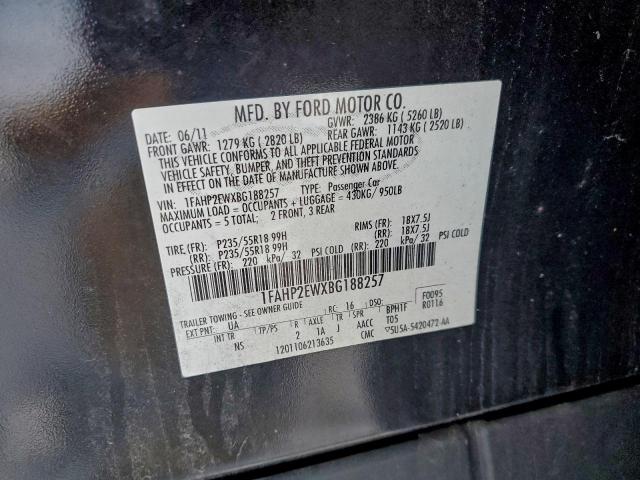 MFD. BY FORD MOTOR CO.
DATE: 06/11 GVWR: 2386 KG ( 5260 LB)
FRONT GAWR: 1279 KG ( 2820 LB) REAR GAWR: 1143 KG ( 2520 LB)
THIS VEHICLE CONFORMS TO ALL APPLICABLE FEDERAL MOTOR
VEHICLE SAFETY, BUMPER, AND THEFT PREVENTION STANDARDS
IN EFFECT ON THE DATE OF MANUFACTURE SHOWN ABOVE.
VIN: 1FAHP2EWXBG188257 TYPE: Passenger Car
MAXIMUM LOAD = OCCUPANTS + LUGGAGE = 430KG/ 950LB
OCCUPANTS = 5 TOTAL; 2 FRONT, 3 REAR
TIRE:(FR): P235/55R18 99H RIMS (FR): 18X7.5J
(RR): P235/55R18 99H (RR): 18X7.5J
PRESSURE:(FR): 220 kPa/ 32 PSI COLD (RR): 220 kPa/ 32 PSI COLD
1FAHP2EWXBG188257
TRAILER TOWING - SEE OWNER GUIDE RC: 16 DSO: F0095
EXT PNT: UA R0116
INT TR TP/PS R AXLE TR SPR BPH1F
NS 2 1A J AACC T05
1201106213635 CMC 5U5A-5420472-AA